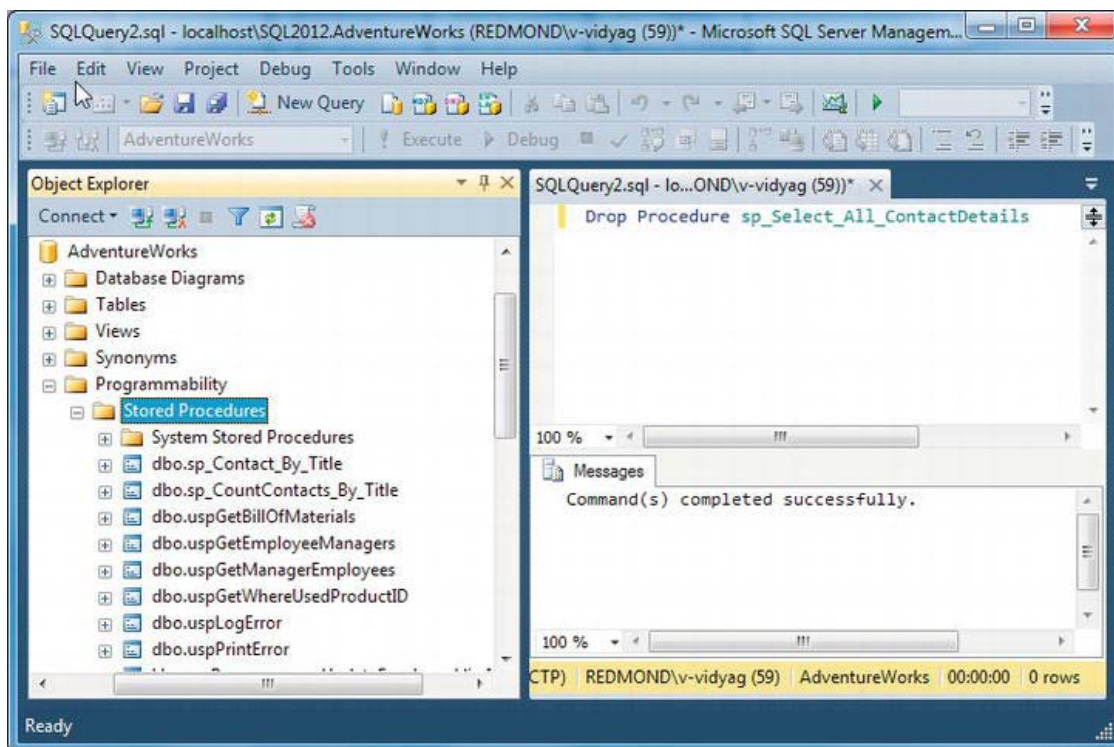 SQLQuery2.sql - localhost\SQL2012.AdventureWorks (REDMOND\v-vidyag (59))* - Microsoft SQL Server Managem...
File Edit View Project Debug Tools Window Help
New Query
AdventureWorks
Execute Debug
Object Explorer
Connect
AdventureWorks
Database Diagrams
Tables
Views
Synonyms
Programmability
Stored Procedures
System Stored Procedures
dbo.sp_Contact_By_Title
dbo.sp_CountContacts_By_Title
dbo.uspGetBillOfMaterials
dbo.uspGetEmployeeManagers
dbo.uspGetManagerEmployees
dbo.uspGetWhereUsedProductID
dbo.uspLogError
dbo.uspPrintError
SQLQuery2.sql - lo...OND\v-vidyag (59))*
Drop Procedure sp_Select_All_ContactDetails
100 %
Messages
Command(s) completed successfully.
100 %
CTP) REDMOND\v-vidyag (59) AdventureWorks 00:00:00 0 rows
Ready